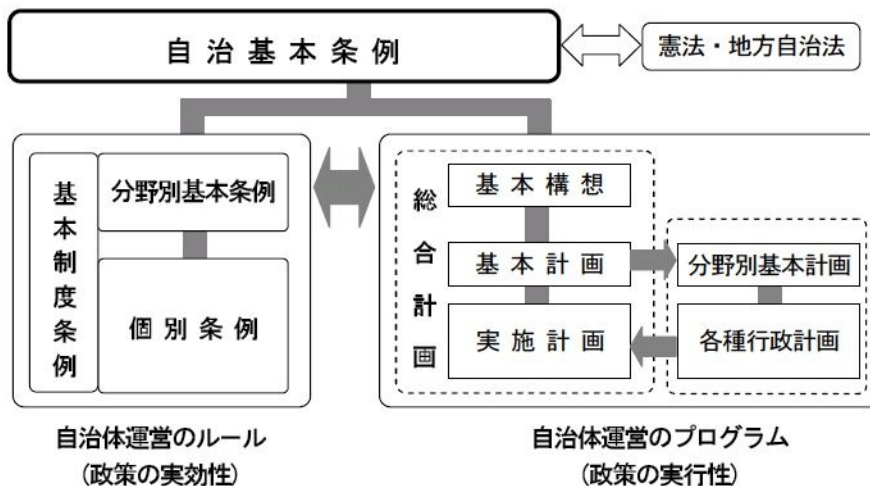 自治基本条例
憲法・地方自治法
基本制度条例
分野別基本条例
個別条例
総合計画
基本構想
基本計画
実施計画
分野別基本計画
各種行政計画
自治体運営のルール
(政策の実効性)
自治体運営のプログラム
(政策の実行性)